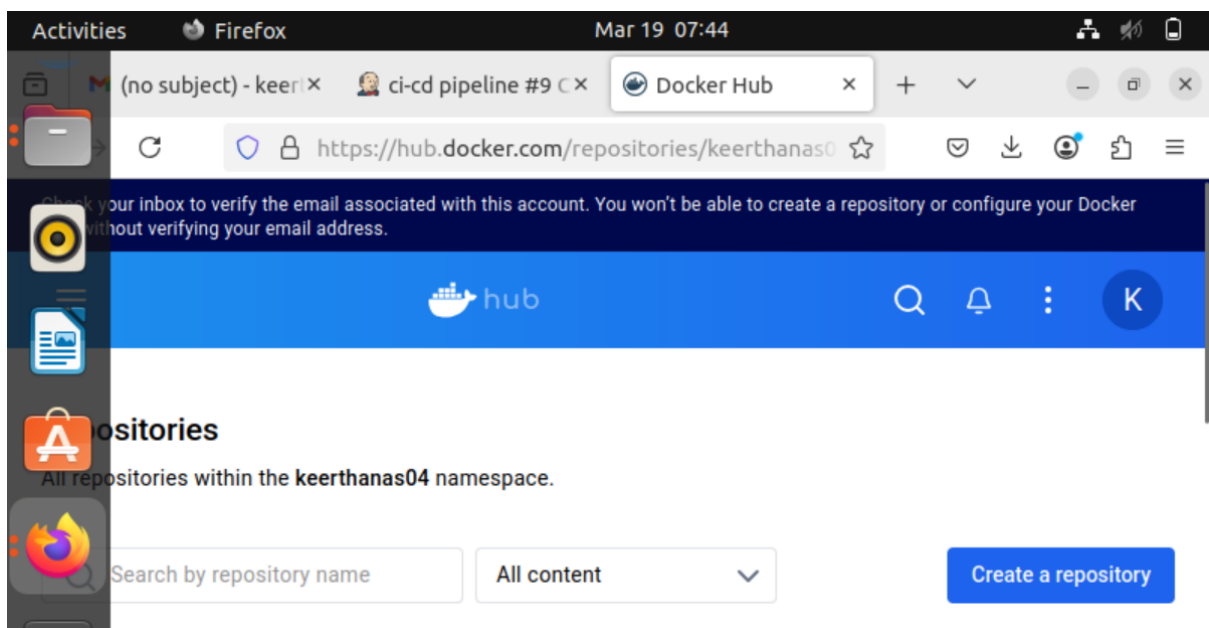 Activities Firefox Mar 19 07:44
(no subject) - keert ci-cd pipeline #9 Docker Hub
https://hub.docker.com/repositories/keerthanas0
Check your inbox to verify the email associated with this account. You won't be able to create a repository or configure your Docker
without verifying your email address.
hub
K
ositories
All repositories within the keerthanas04 namespace.
Search by repository name All content Create a repository